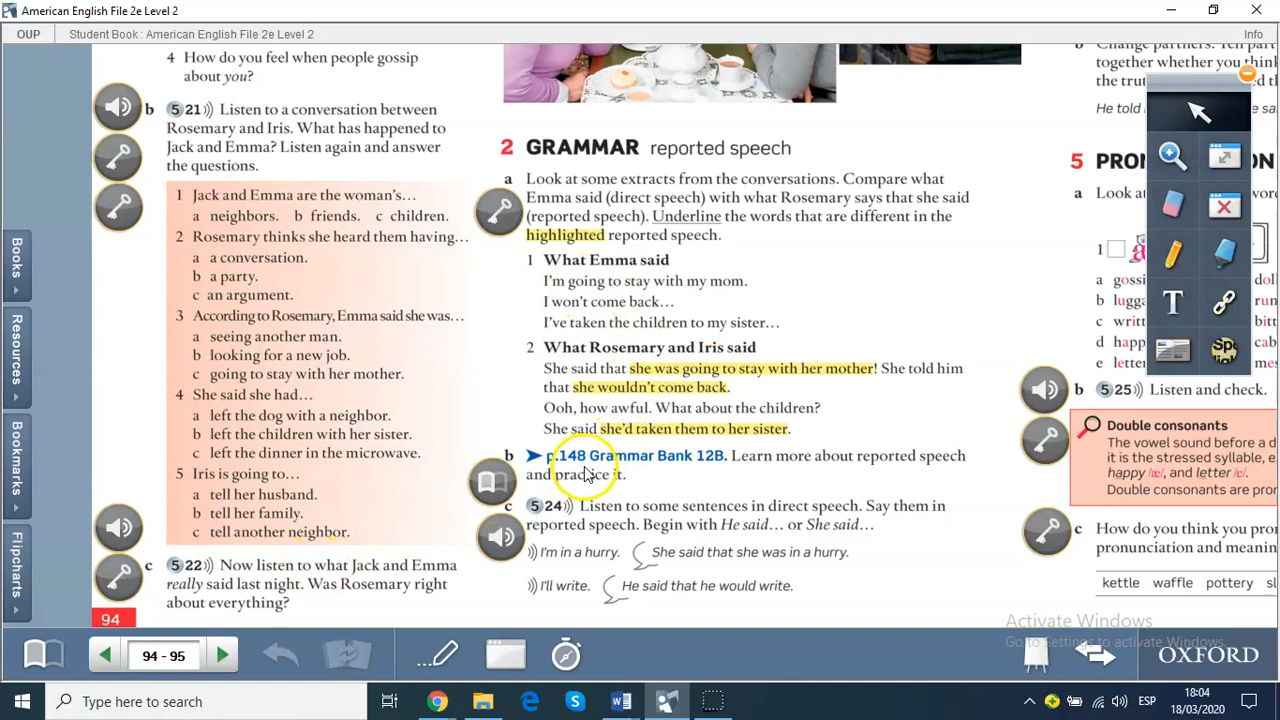 American English File 2e Level 2
OUP
Student Book : American English File 2e Level 2
Info
4 How do you feel when people gossip
about you?
b 5 21 Listen to a conversation between
Rosemary and Iris. What has happened to
Jack and Emma? Listen again and answer
the questions.
1 Jack and Emma are the woman's…
a neighbors. b friends. c children.
2 Rosemary thinks she heard them having…
a a conversation.
b a party.
c an argument.
3 According to Rosemary, Emma said she was…
a seeing another man.
b looking for a new job.
c going to stay with her mother.
4 She said she had…
a left the dog with a neighbor.
b left the children with her sister.
c left the dinner in the microwave.
5 Iris is going to…
a tell her husband.
b tell her family.
c tell another neighbor.
c 5 22 Now listen to what Jack and Emma
really said last night. Was Rosemary right
about everything?
94
2 GRAMMAR reported speech
a Look at some extracts from the conversations. Compare what
Emma said (direct speech) with what Rosemary says that she said
(reported speech). Underline the words that are different in the
highlighted reported speech.
1 What Emma said
I'm going to stay with my mom.
I won't come back…
I've taken the children to my sister…
2 What Rosemary and Iris said
She said that she was going to stay with her mother! She told him
that she wouldn't come back.
Ooh, how awful. What about the children?
She said she'd taken them to her sister.
b p.148 Grammar Bank 12B. Learn more about reported speech
and practice it.
c 5 24 Listen to some sentences in direct speech. Say them in
reported speech. Begin with He said… or She said…
I'm in a hurry. She said that she was in a hurry.
I'll write. He said that he would write.
b Change partners. Tell part
together whether you think
the trut
He told
5 PRON
a Look at
1
a gossi
b lugga
c writt
d happ
e letter
dol
run
b 5 25 Listen and check.
Double consonants
The vowel sound before a d
it is the stressed syllable, e.
happy /æ/, and letter /ɛ/.
Double consonants are pron
c How do you think you prono
pronunciation and meanin
kettle waffle pottery sl
T
Spe
Books
Resources
Bookmarks
Flipcharts
Activate Windows
Go to Settings to activate Windows.
94 - 95
OXFORD
Type here to search
ESP
18:04
18/03/2020